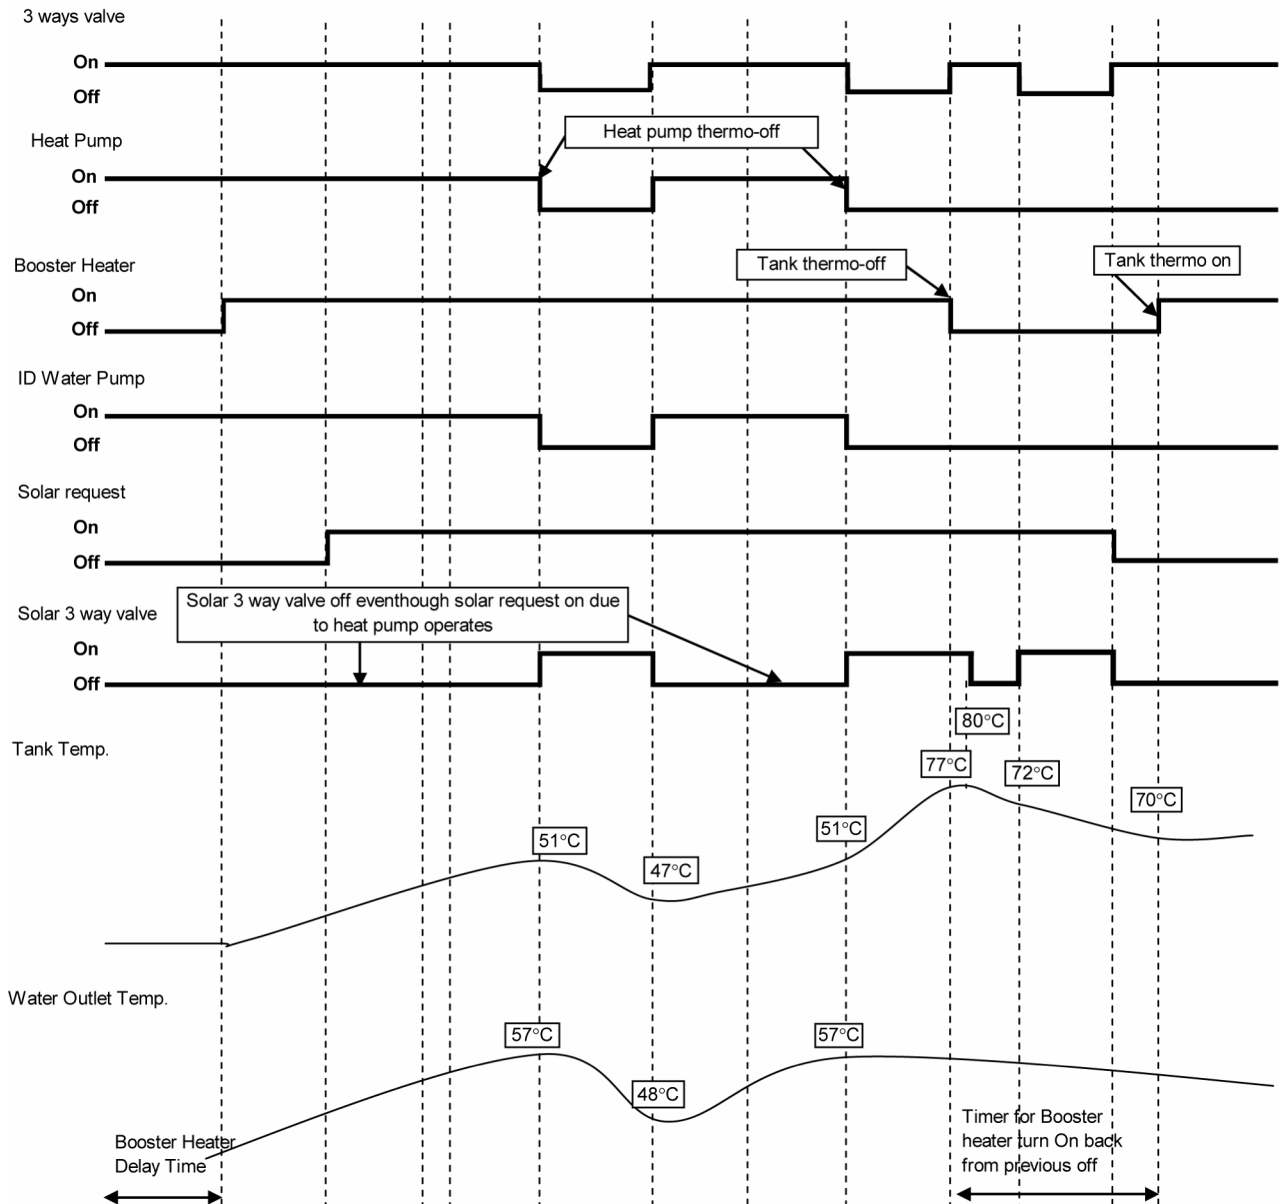 3 ways valve
On
Off
Heat Pump
Heat pump thermo-off
On
Off
Booster Heater
Tank thermo-off
Tank thermo on
On
Off
ID Water Pump
On
Off
Solar request
On
Off
Solar 3 way valve
Solar 3 way valve off eventhough solar request on due
to heat pump operates
On
Off
80°C
Tank Temp.
77°C
72°C
70°C
51°C
51°C
47°C
Water Outlet Temp.
57°C
57°C
48°C
Booster Heater
Delay Time
Timer for Booster
heater turn On back
from previous off